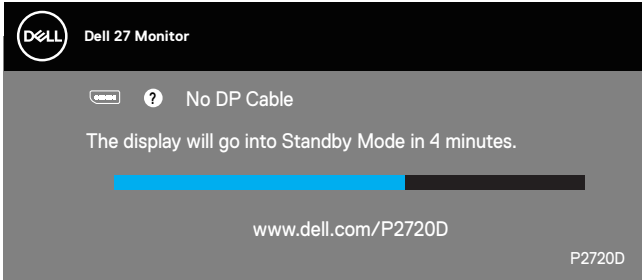 DELL
Dell 27 Monitor
? No DP Cable
The display will go into Standby Mode in 4 minutes.
www.dell.com/P2720D
P2720D